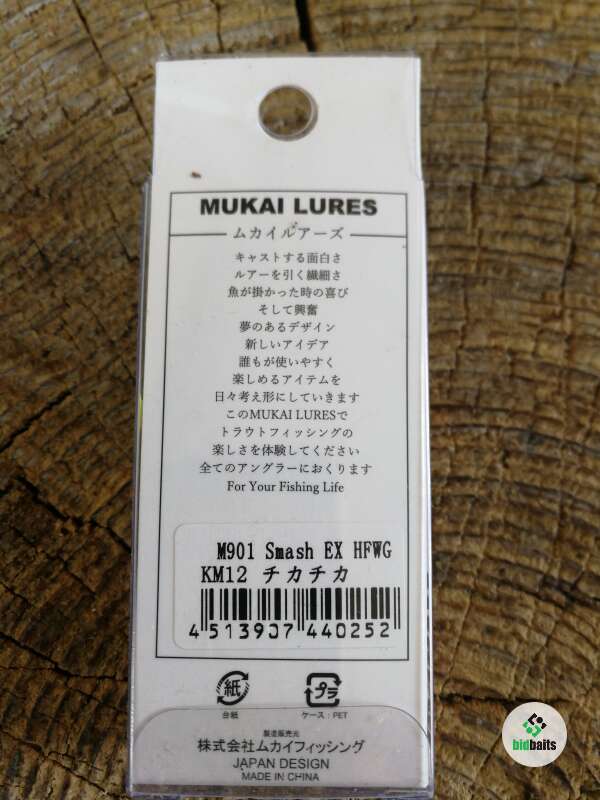 MUKAI LURES
ムカイルアーズ
キャストする面白さ
ルアーを引く繊細さ
魚が掛かった時の喜び
そして興奮
夢のあるデザイン
新しいアイデア
誰もが使いやすく
楽しめるアイテムを
日々考え形にしていきます
このMUKAI LURESで
トラウトフィッシングの
楽しさを体験してください
全てのアングラーにおくります
For Your Fishing Life
M901 Smash EX HFWG
KM12 チカチカ
4 513907 440252
紙 プラ
台紙 ケース：PET
製造販売元
株式会社ムカイフィッシング
JAPAN DESIGN
MADE IN CHINA
bidbaits